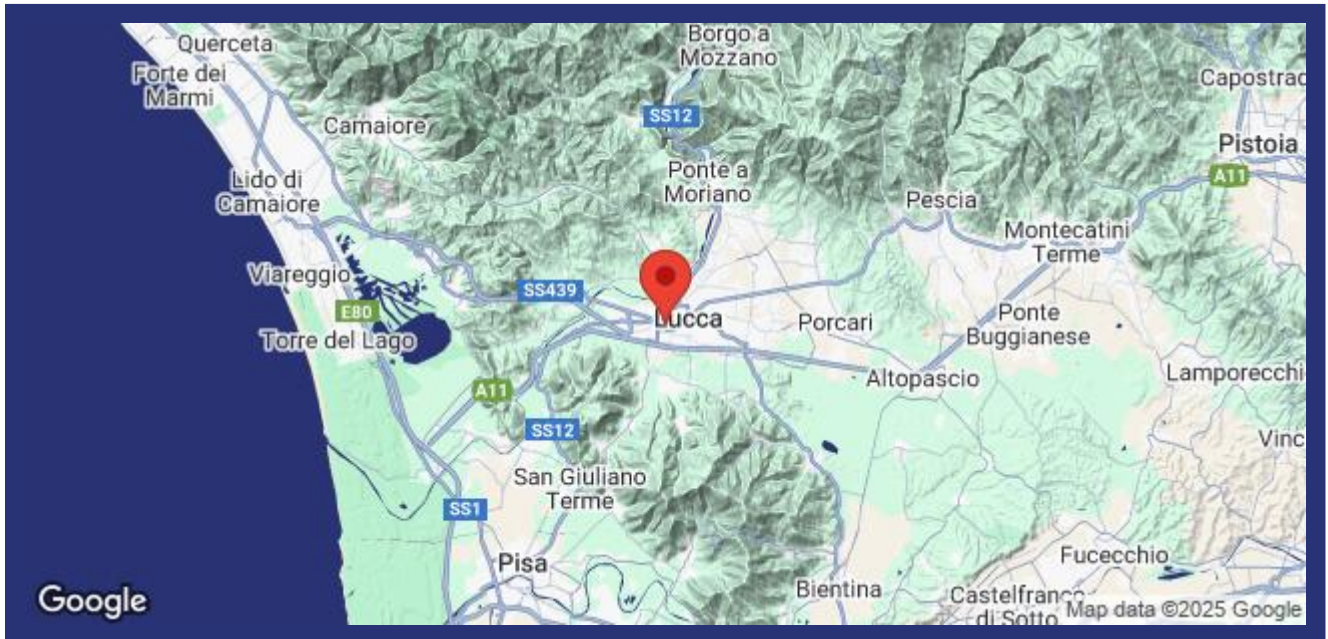 Borgo a
Mozzano
Querceta
Forte dei
Marmi
Capostrad
SS12
Camaiore
Pistoia
Ponte a
Moriano
A11
Lido di
Camaiore
Pescia
Montecatini
Terme
Viareggio
SS439
E80
Lucca
Porcari
Ponte
Buggianese
Torre del Lago
Altopascio
Lamporecchi
A11
SS12
Vinc
San Giuliano
Terme
SS1
Pisa
Fucecchio
Bientina
Castelfranco
di Sotto
Google
Map data ©2025 Google